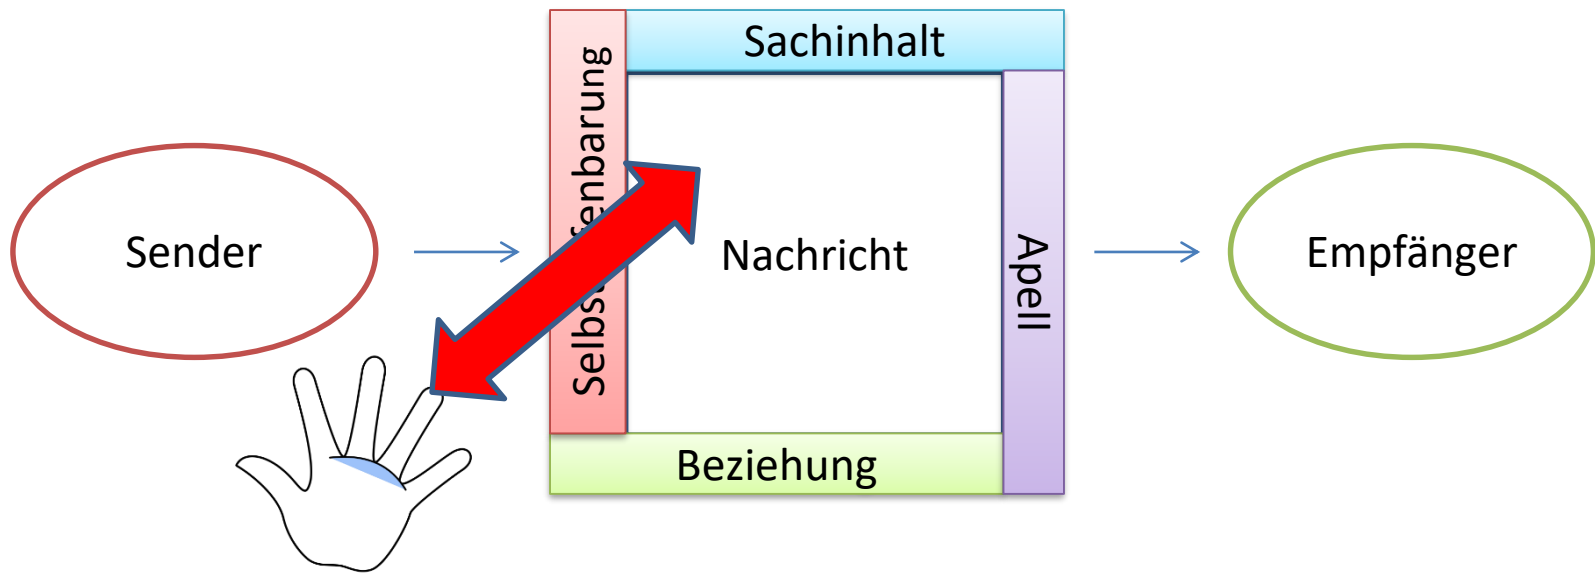 Sachinhalt
Sender
Nachricht
Apell
Empfänger
Beziehung